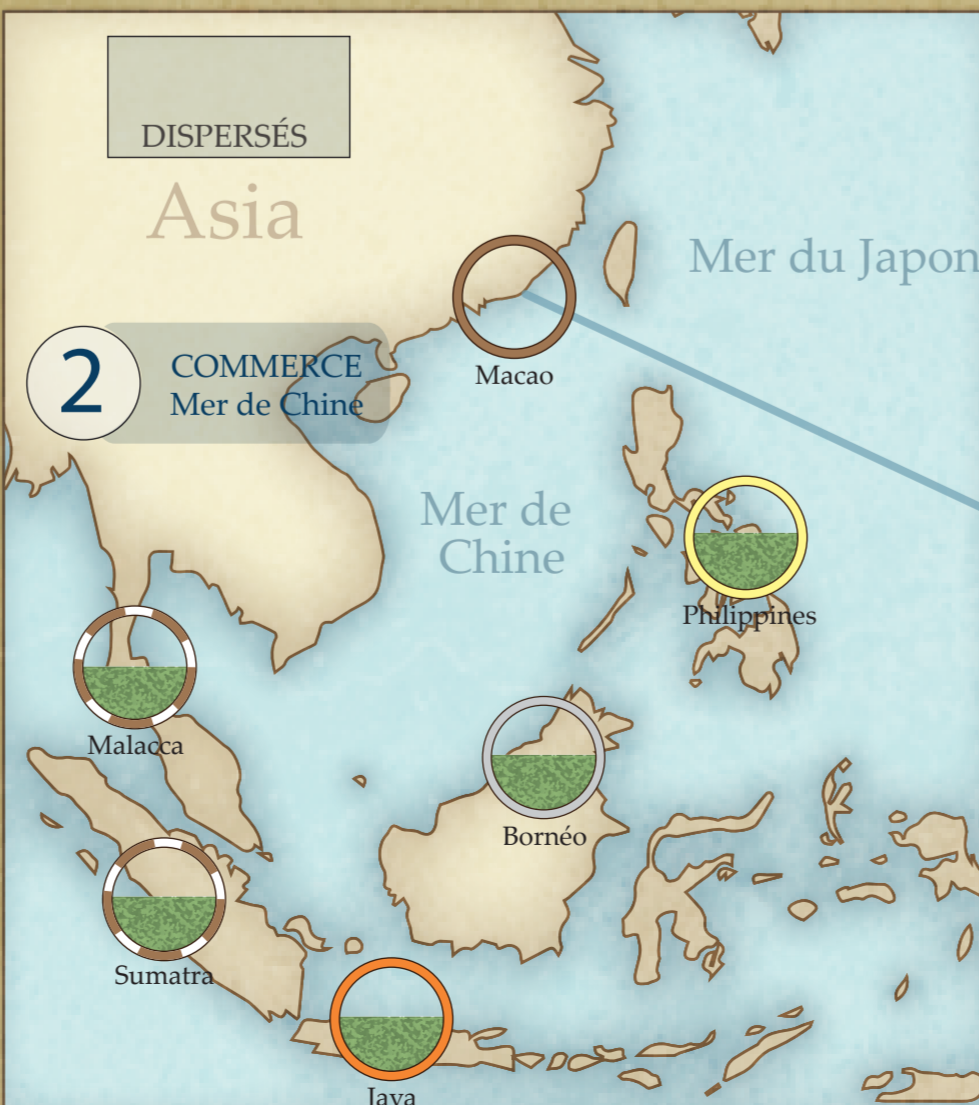 DISPERSÉS
Asia
Mer du Japon
Macao
2
COMMERCE
Mer de Chine
Mer de
Chine
Philippines
Malacca
Bornéo
Sumatra
Java